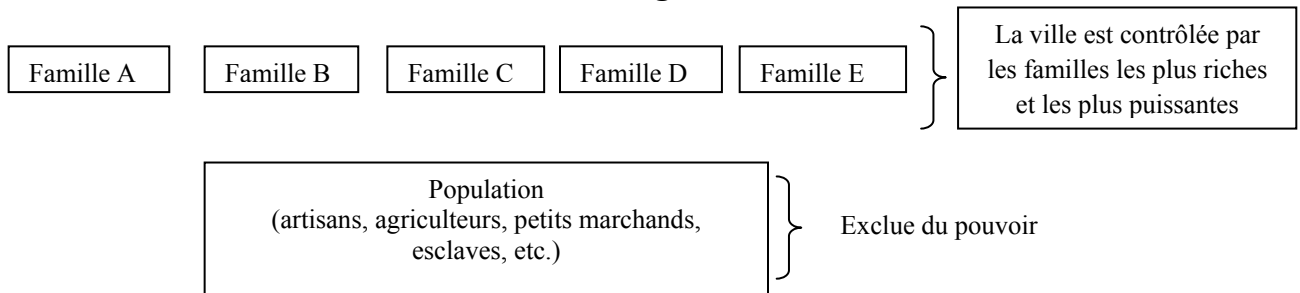 Famille A
Famille B
Famille C
Famille D
Famille E
La ville est contrôlée par
les familles les plus riches
et les plus puissantes
Population
(artisans, agriculteurs, petits marchands,
esclaves, etc.)
Exclue du pouvoir